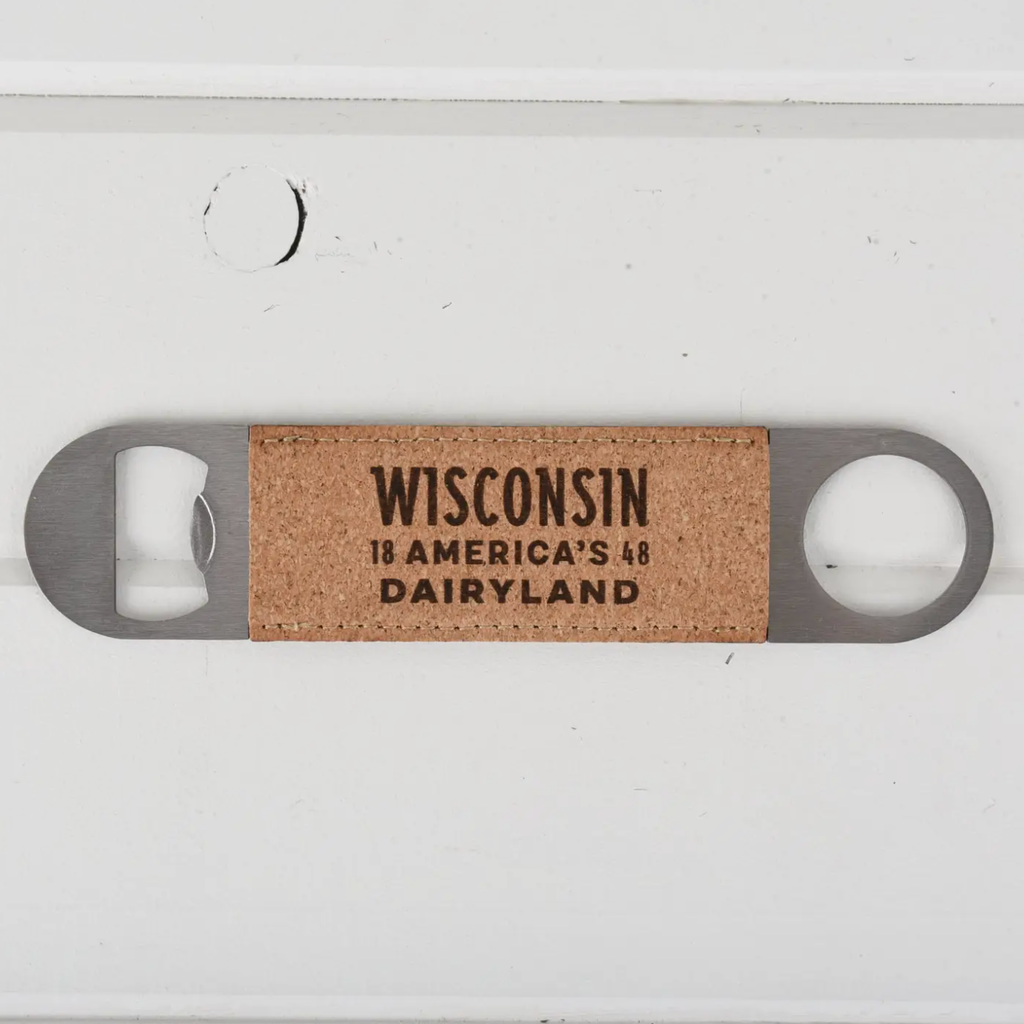 WISCONSIN
18 AMERICA'S 48
DAIRYLAND